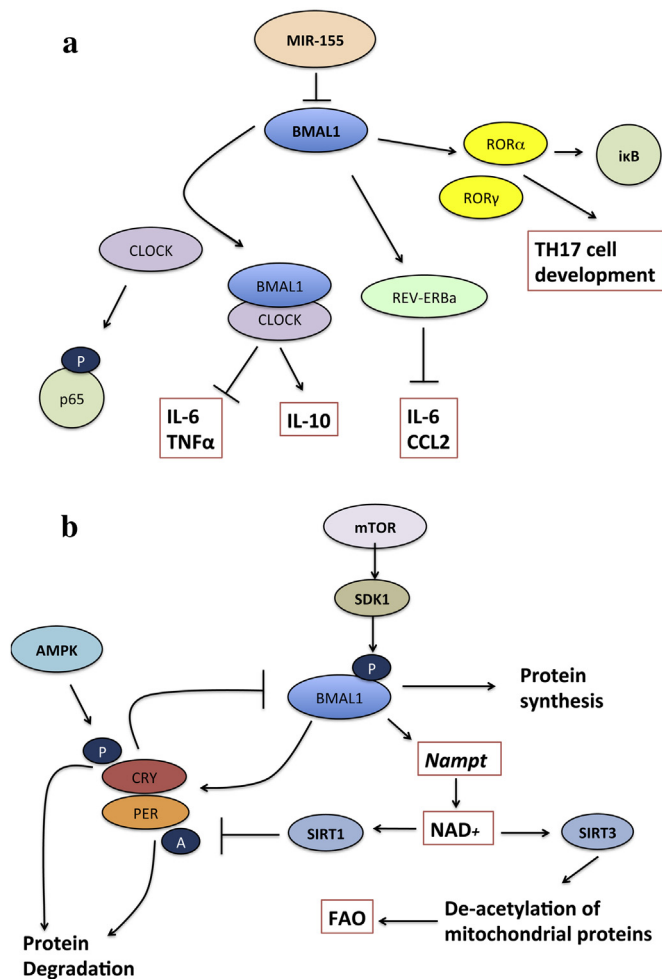 a
MIR-155
BMAL1
RORα
iκB
RORγ
TH17 cell
development
CLOCK
BMAL1
CLOCK
REV-ERBa
P
p65
IL-6
TNFα
IL-10
IL-6
CCL2
b
mTOR
SDK1
AMPK
P
BMAL1
Protein
synthesis
P
CRY
Nampt
PER
A
SIRT1
NAD+
SIRT3
FAO
De-acetylation of
mitochondrial proteins
Protein
Degradation